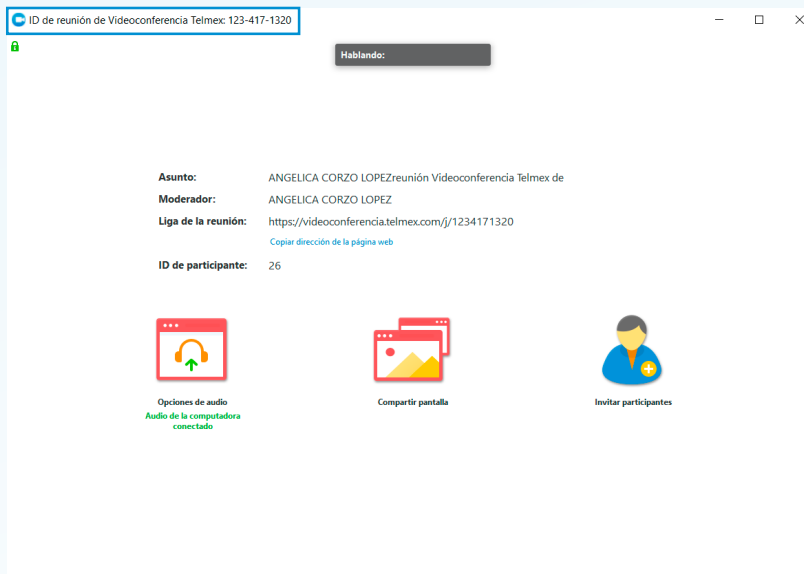 ID de reunión de Videoconferencia Telmex: 123-417-1320
Hablando:
Asunto: ANGELICA CORZO LOPEZreunión Videoconferencia Telmex de
Moderador: ANGELICA CORZO LOPEZ
Liga de la reunión: https://videoconferencia.telmex.com/j/1234171320
Copiar dirección de la página web
ID de participante: 26
Opciones de audio
Audio de la computadora
conectado
Compartir pantalla
Invitar participantes